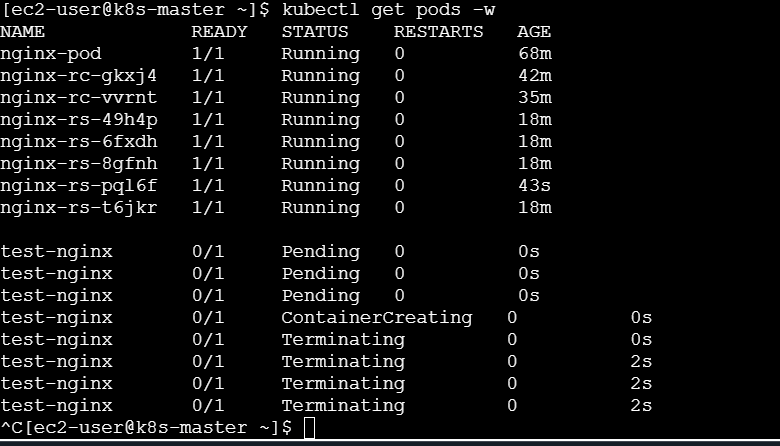 [ec2-user@k8s-master ~]$ kubectl get pods -w
NAME READY STATUS RESTARTS AGE
nginx-pod 1/1 Running 0 68m
nginx-rc-gkxj4 1/1 Running 0 42m
nginx-rc-vvrnt 1/1 Running 0 35m
nginx-rs-49h4p 1/1 Running 0 18m
nginx-rs-6fxdh 1/1 Running 0 18m
nginx-rs-8gfnh 1/1 Running 0 18m
nginx-rs-pql6f 1/1 Running 0 43s
nginx-rs-t6jkr 1/1 Running 0 18m
test-nginx 0/1 Pending 0 0s
test-nginx 0/1 Pending 0 0s
test-nginx 0/1 Pending 0 0s
test-nginx 0/1 ContainerCreating 0 0s
test-nginx 0/1 Terminating 0 0s
test-nginx 0/1 Terminating 0 2s
test-nginx 0/1 Terminating 0 2s
test-nginx 0/1 Terminating 0 2s
^C[ec2-user@k8s-master ~]$